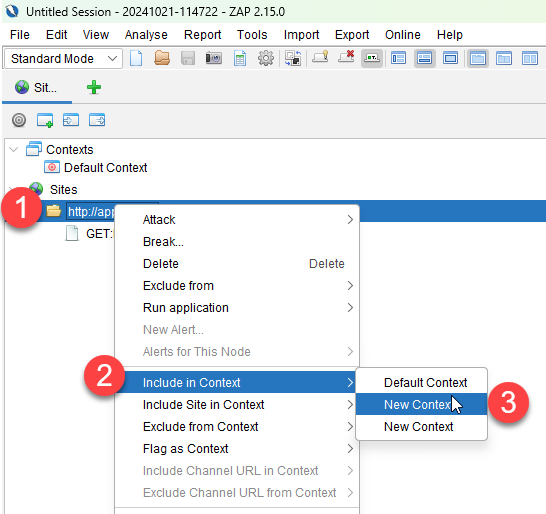 Untitled Session - 20241021-114722 - ZAP 2.15.0
File Edit View Analyse Report Tools Import Export Online Help
Standard Mode
Sit...
Contexts
Default Context
Sites
1
http://app
GET:
Attack
Break...
Delete Delete
Exclude from
Run application
New Alert...
Alerts for This Node
2
Include in Context
Default Context
Include Site in Context
New Context
3
Exclude from Context
New Context
Flag as Context
Include Channel URL in Context
Exclude Channel URL from Context